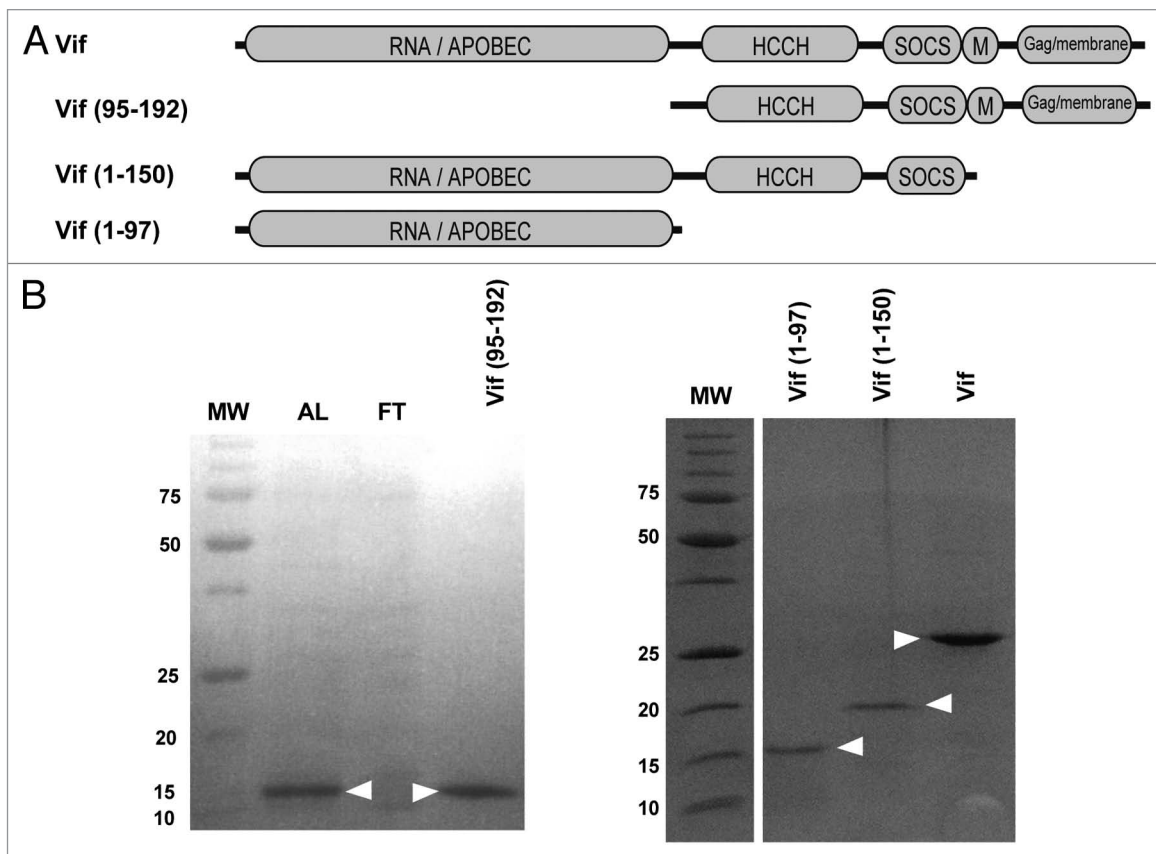 A
Vif
RNA / APOBEC HCCH SOCS M Gag/membrane
Vif (95-192)
HCCH SOCS M Gag/membrane
Vif (1-150)
RNA / APOBEC HCCH SOCS
Vif (1-97)
RNA / APOBEC
B
MW AL FT Vif (95-192)
75
50
25
20
15
10
MW Vif (1-97) Vif (1-150) Vif
75
50
25
20
15
10